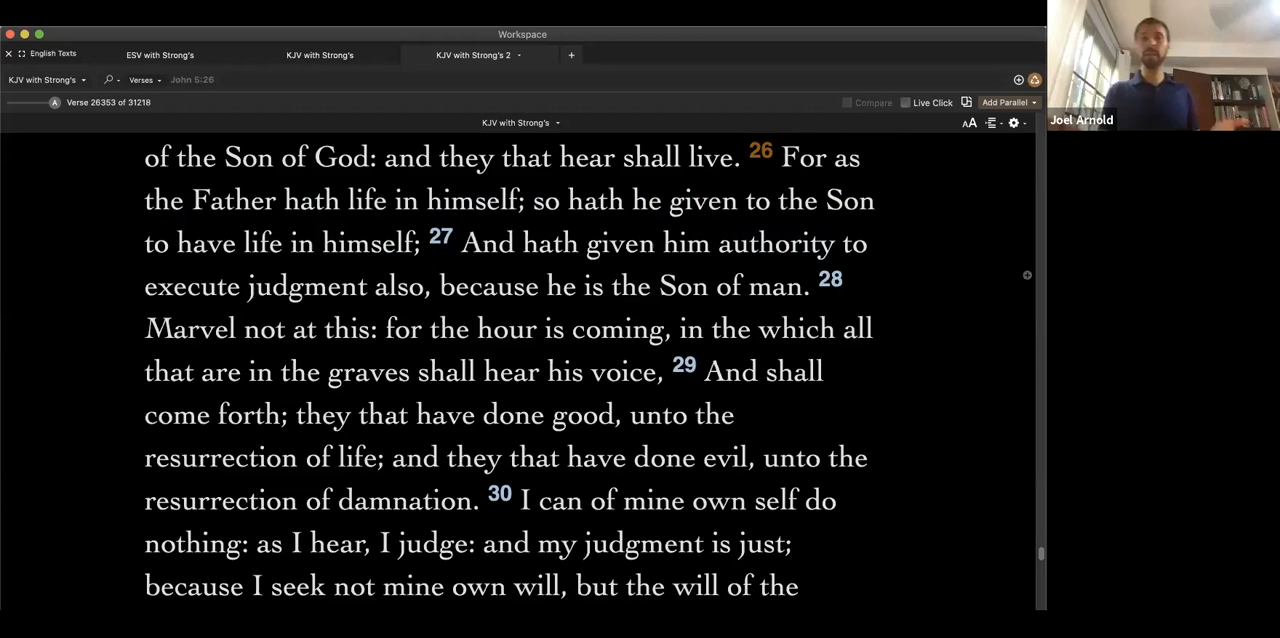 Workspace
English Texts
ESV with Strong's
KJV with Strong's
KJV with Strong's 2
KJV with Strong's
Verses
John 5:26
Verse 26353 of 31218
Compare
Live Click
Add Parallel
KJV with Strong's
AA
Joel Arnold
of the Son of God: and they that hear shall live. 26 For as
the Father hath life in himself; so hath he given to the Son
to have life in himself; 27 And hath given him authority to
execute judgment also, because he is the Son of man. 28
Marvel not at this: for the hour is coming, in the which all
that are in the graves shall hear his voice, 29 And shall
come forth; they that have done good, unto the
resurrection of life; and they that have done evil, unto the
resurrection of damnation. 30 I can of mine own self do
nothing: as I hear, I judge: and my judgment is just;
because I seek not mine own will, but the will of the